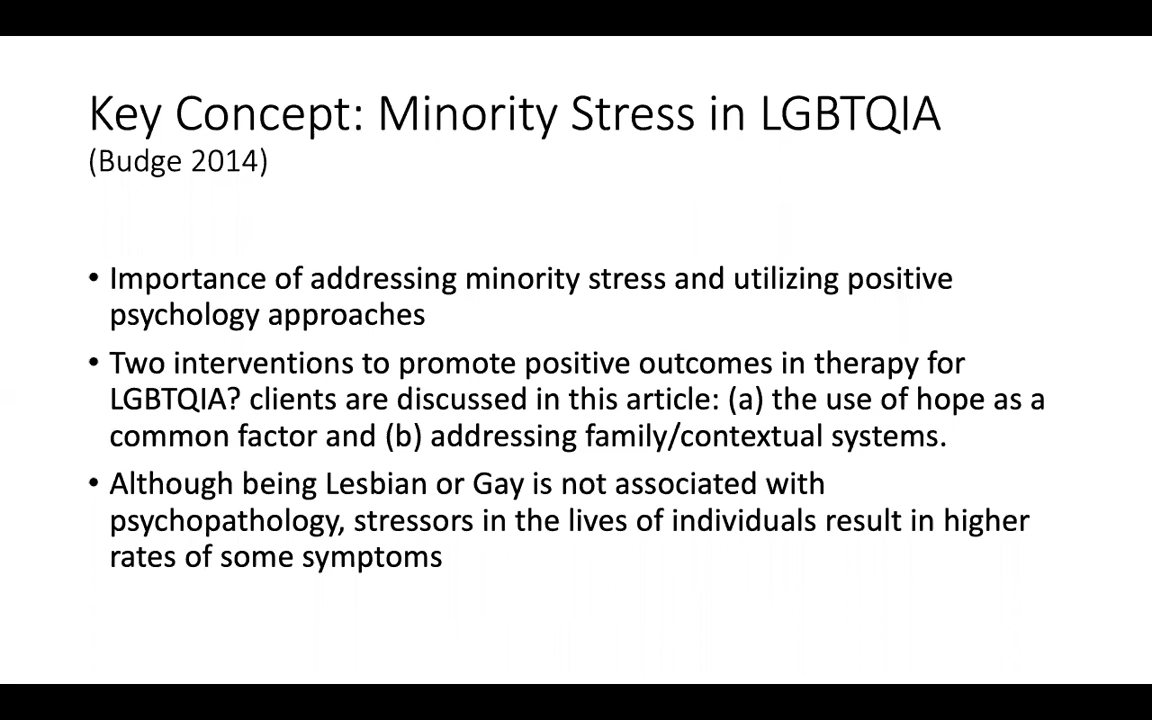 Key Concept: Minority Stress in LGBTQIA
(Budge 2014)
• Importance of addressing minority stress and utilizing positive
psychology approaches
• Two interventions to promote positive outcomes in therapy for
LGBTQIA? clients are discussed in this article: (a) the use of hope as a
common factor and (b) addressing family/contextual systems.
• Although being Lesbian or Gay is not associated with
psychopathology, stressors in the lives of individuals result in higher
rates of some symptoms